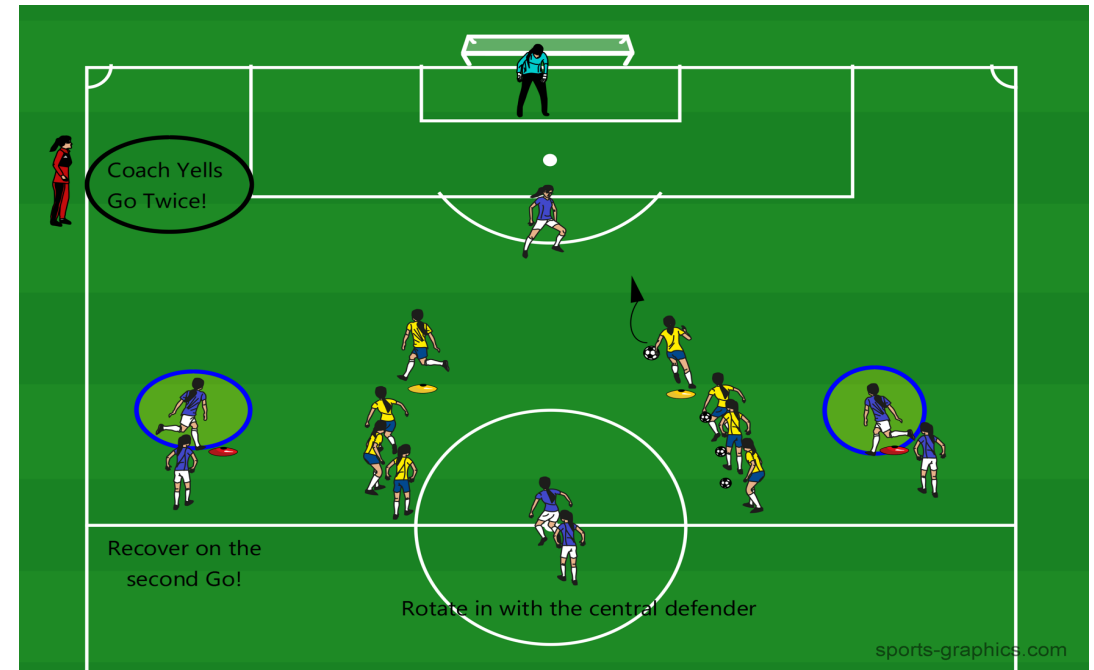 Coach Yells
Go Twice!
Recover on the
second Go!
Rotate in with the central defender
sports-graphics.com